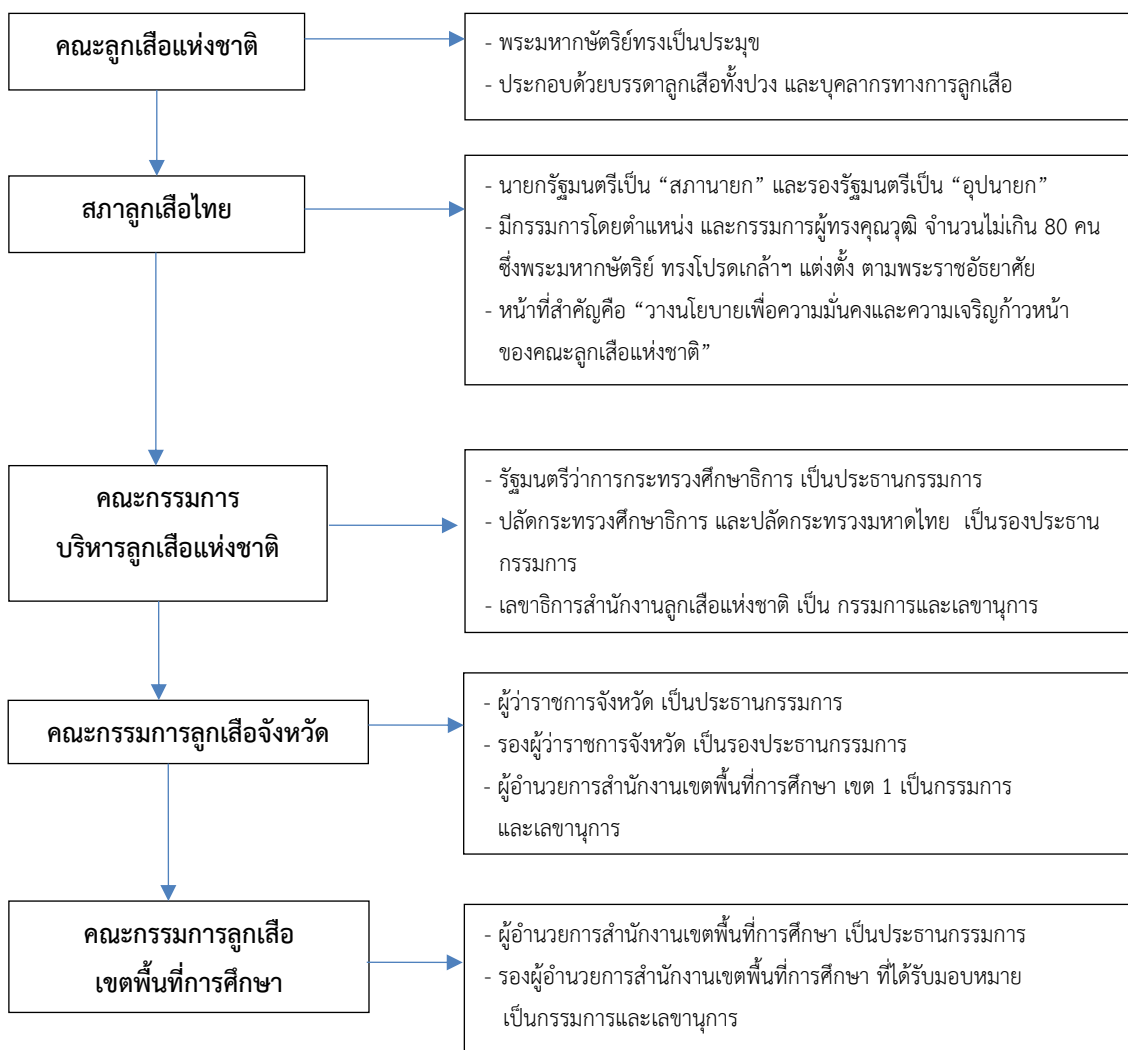 คณะลูกเสือแห่งชาติ
- พระมหากษัตริย์ทรงเป็นประมุข
- ประกอบด้วยบรรดาลูกเสือทั้งปวง และบุคลากรทางการลูกเสือ
สภาลูกเสือไทย
- นายกรัฐมนตรีเป็น “สภานายก” และรองรัฐมนตรีเป็น “อุปนายก”
- มีกรรมการโดยตำแหน่ง และกรรมการผู้ทรงคุณวุฒิ จำนวนไม่เกิน 80 คน
ซึ่งพระมหากษัตริย์ ทรงโปรดเกล้าฯ แต่งตั้ง ตามพระราชอัธยาศัย
- หน้าที่สำคัญคือ “วางนโยบายเพื่อความมั่นคงและความเจริญก้าวหน้า
ของคณะลูกเสือแห่งชาติ”
คณะกรรมการ
บริหารลูกเสือแห่งชาติ
- รัฐมนตรีว่าการกระทรวงศึกษาธิการ เป็นประธานกรรมการ
- ปลัดกระทรวงศึกษาธิการ และปลัดกระทรวงมหาดไทย เป็นรองประธาน
กรรมการ
- เลขาธิการสำนักงานลูกเสือแห่งชาติ เป็น กรรมการและเลขานุการ
คณะกรรมการลูกเสือจังหวัด
- ผู้ว่าราชการจังหวัด เป็นประธานกรรมการ
- รองผู้ว่าราชการจังหวัด เป็นรองประธานกรรมการ
- ผู้อำนวยการสำนักงานเขตพื้นที่การศึกษา เขต 1 เป็นกรรมการ
และเลขานุการ
คณะกรรมการลูกเสือ
เขตพื้นที่การศึกษา
- ผู้อำนวยการสำนักงานเขตพื้นที่การศึกษา เป็นประธานกรรมการ
- รองผู้อำนวยการสำนักงานเขตพื้นที่การศึกษา ที่ได้รับมอบหมาย
เป็นกรรมการและเลขานุการ